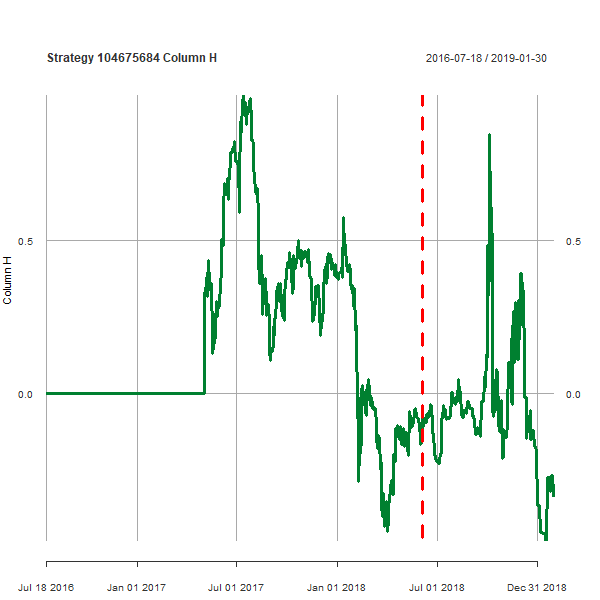 Strategy 104675684 Column H
2016-07-18 / 2019-01-30
Column H
0.5
0.5
0.0
0.0
Jul 18 2016
Jan 01 2017
Jul 01 2017
Jan 01 2018
Jul 01 2018
Dec 31 2018